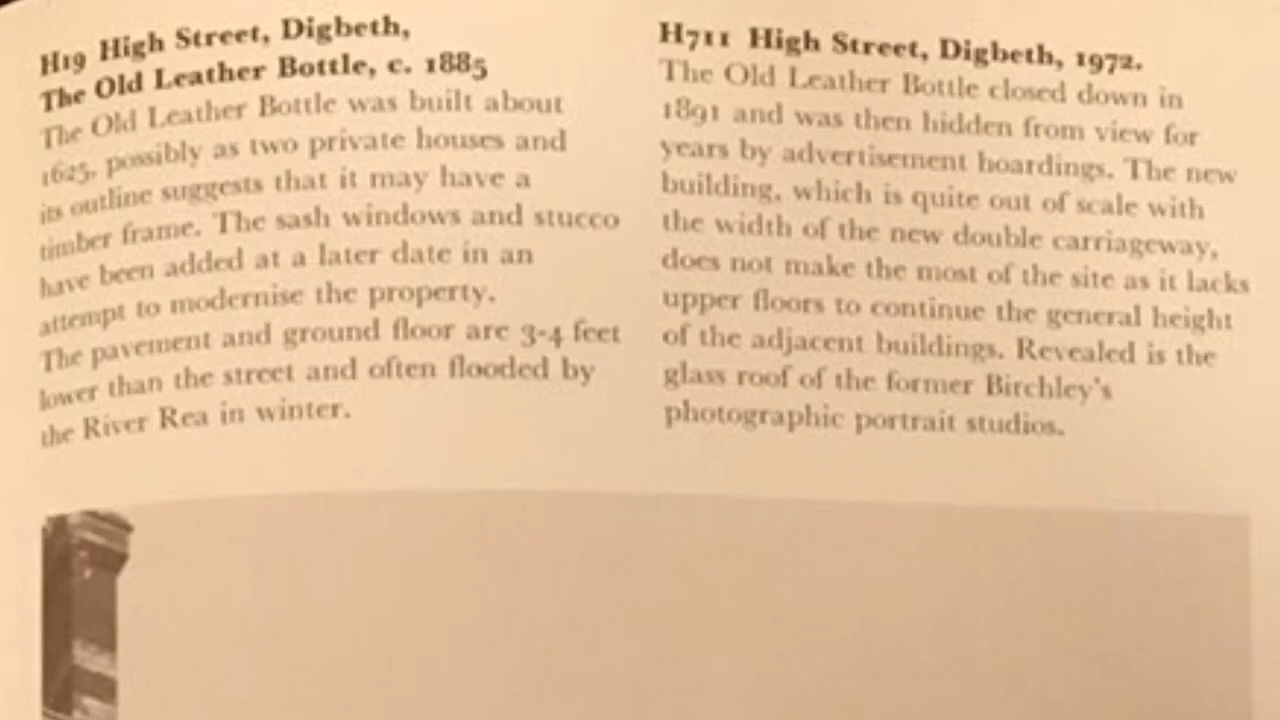 H19 High Street, Digbeth,
The Old Leather Bottle, c. 1885
The Old Leather Bottle was built about
1625, possibly as two private houses and
its outline suggests that it may have a
timber frame. The sash windows and stucco
have been added at a later date in an
attempt to modernise the property.
The pavement and ground floor are 3-4 feet
lower than the street and often flooded by
the River Rea in winter.
H711 High Street, Digbeth, 1972.
The Old Leather Bottle closed down in
1891 and was then hidden from view for
years by advertisement hoardings. The new
building, which is quite out of scale with
the width of the new double carriageway,
does not make the most of the site as it lacks
upper floors to continue the general height
of the adjacent buildings. Revealed is the
glass roof of the former Birchley's
photographic portrait studios.